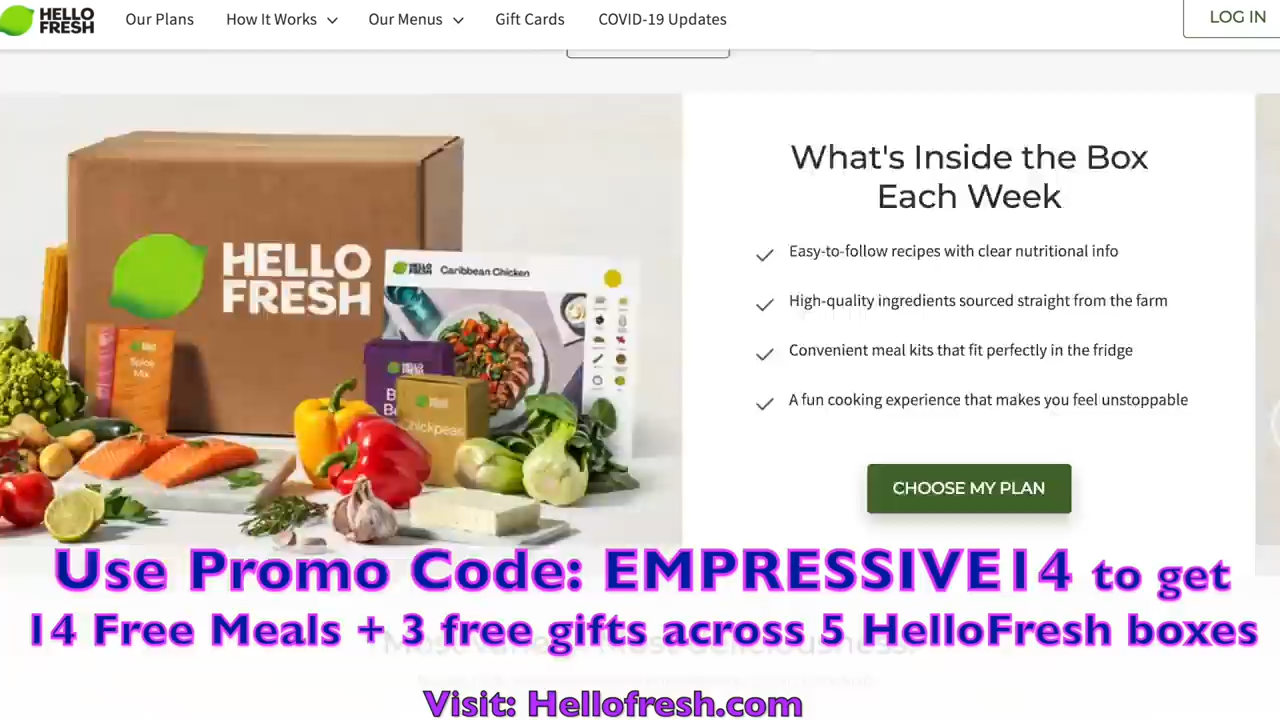 HELLO
FRESH
Our Plans
How It Works
Our Menus
Gift Cards
COVID-19 Updates
LOG IN
HELLO
FRESH
HELLO
FRESH
Caribbean Chicken
Spice
Mix
Chickpeas
What's Inside the Box
Each Week
Easy-to-follow recipes with clear nutritional info
High-quality ingredients sourced straight from the farm
Convenient meal kits that fit perfectly in the fridge
A fun cooking experience that makes you feel unstoppable
CHOOSE MY PLAN
Use Promo Code: EMPRESSIVE14 to get
14 Free Meals + 3 free gifts across 5 HelloFresh boxes
Visit: Hellofresh.com